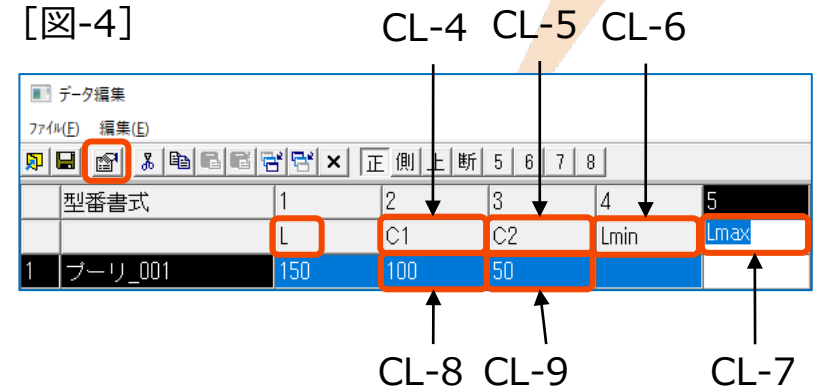 [図-4]
CL-4 CL-5 CL-6
データ編集
ファイル(F) 編集(E)
正 側 上 断 5 6 7 8
型番書式 1 2 3 4 5
L C1 C2 Lmin Lmax
1 プーリ_001 150 100 50
CL-8 CL-9 CL-7